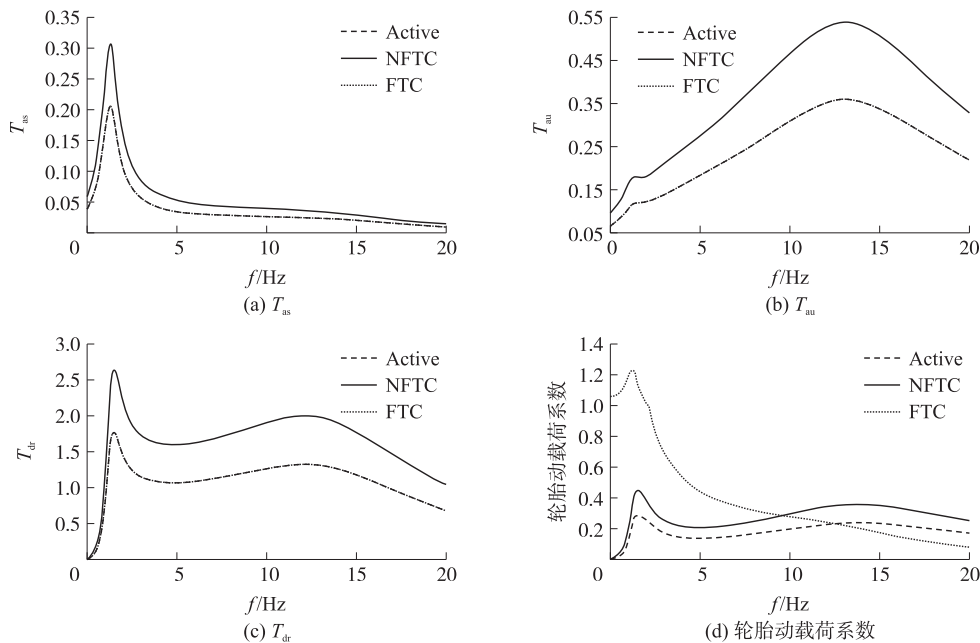 0.35
0.30
0.25
0.20
0.15
0.10
0.05
0
5
10
15
20
T_as
f/Hz
Active
NFTC
FTC
(a) T_as
0.55
0.45
0.35
0.25
0.15
0.05
0
5
10
15
20
T_au
f/Hz
Active
NFTC
FTC
(b) T_au
3.0
2.5
2.0
1.5
1.0
0.5
0
5
10
15
20
T_dr
f/Hz
Active
NFTC
FTC
(c) T_dr
1.4
1.2
1.0
0.8
0.6
0.4
0.2
0
5
10
15
20
轮胎动载荷系数
f/Hz
Active
NFTC
FTC
(d) 轮胎动载荷系数